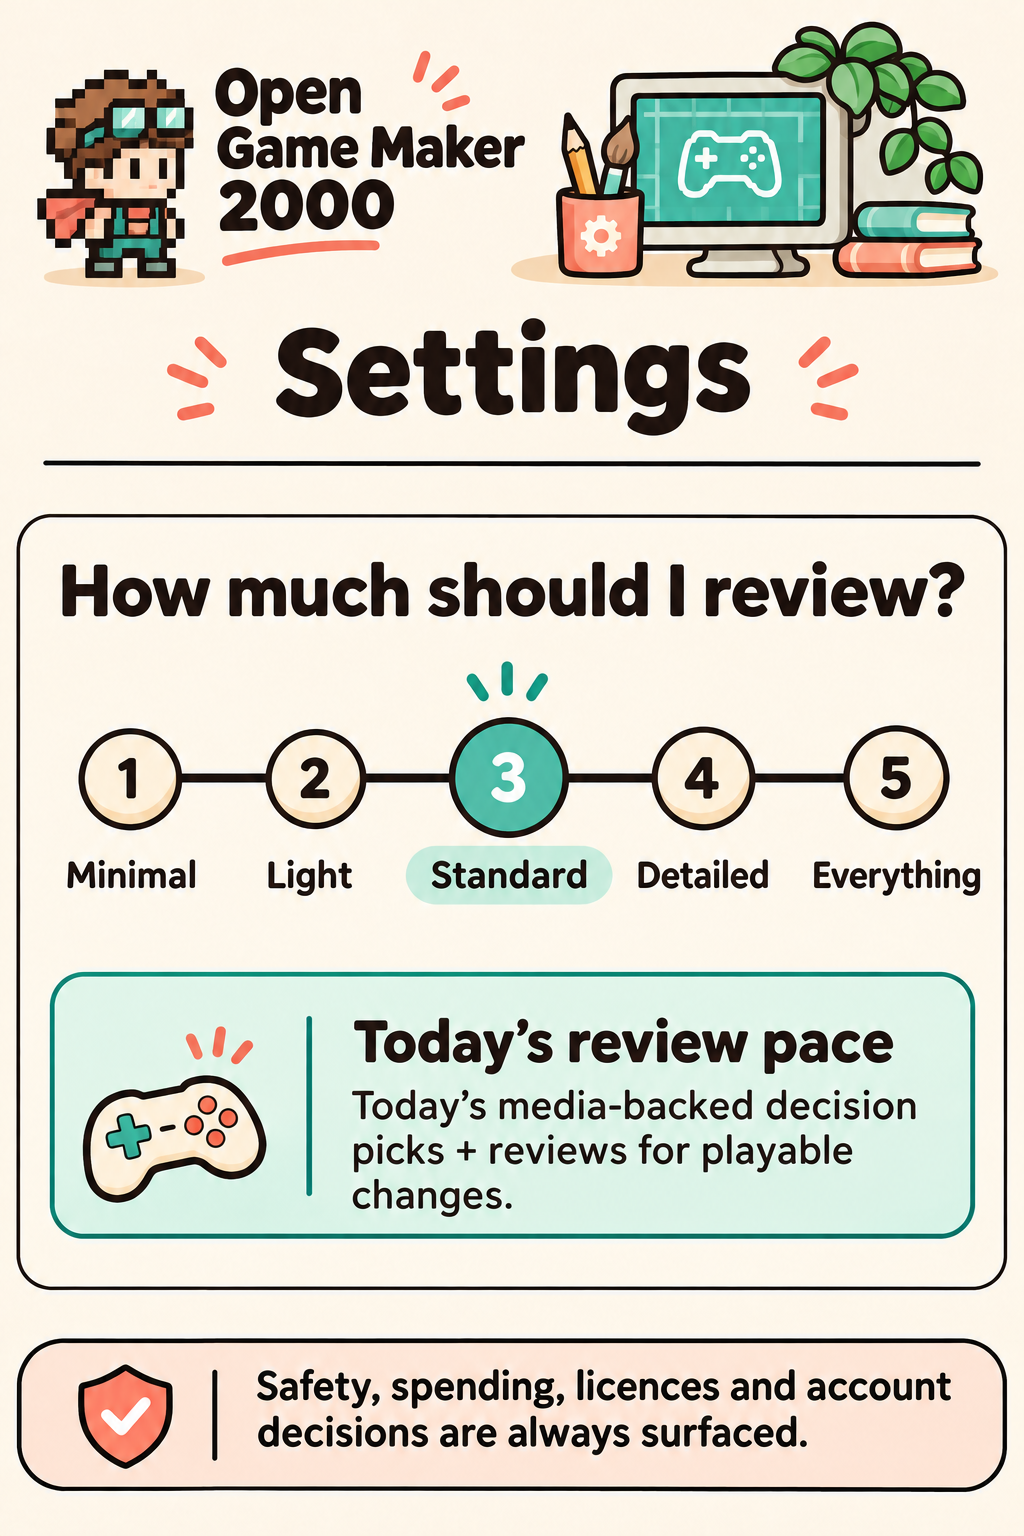 Open
Game Maker
2000
Settings
How much should I review?
1
2
3
4
5
Minimal
Light
Standard
Detailed
Everything
Today’s review pace
Today’s media-backed decision
picks + reviews for playable
changes.
Safety, spending, licences and account
decisions are always surfaced.